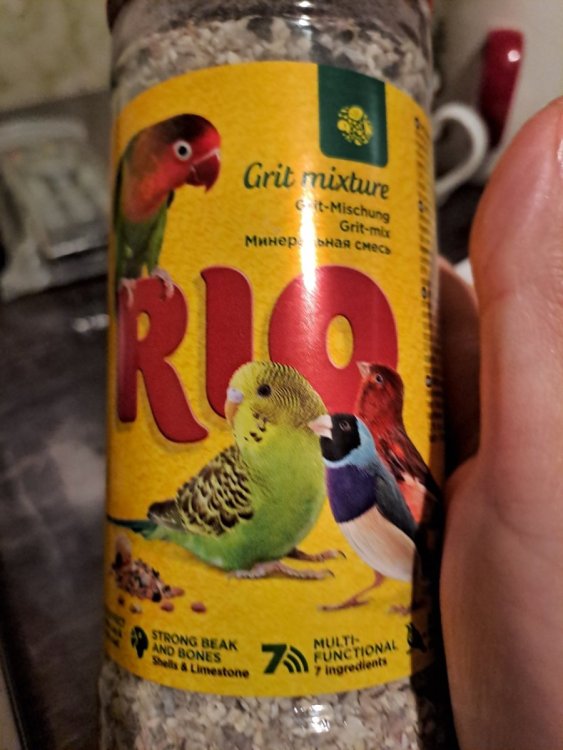 Grit mixture
Grit-Mischung
Grit-mix
Минеральная смесь
RIO
STRONG BEAK
AND BONES
Shells & Limestone
7
MULTI-
FUNCTIONAL
7 ingredients